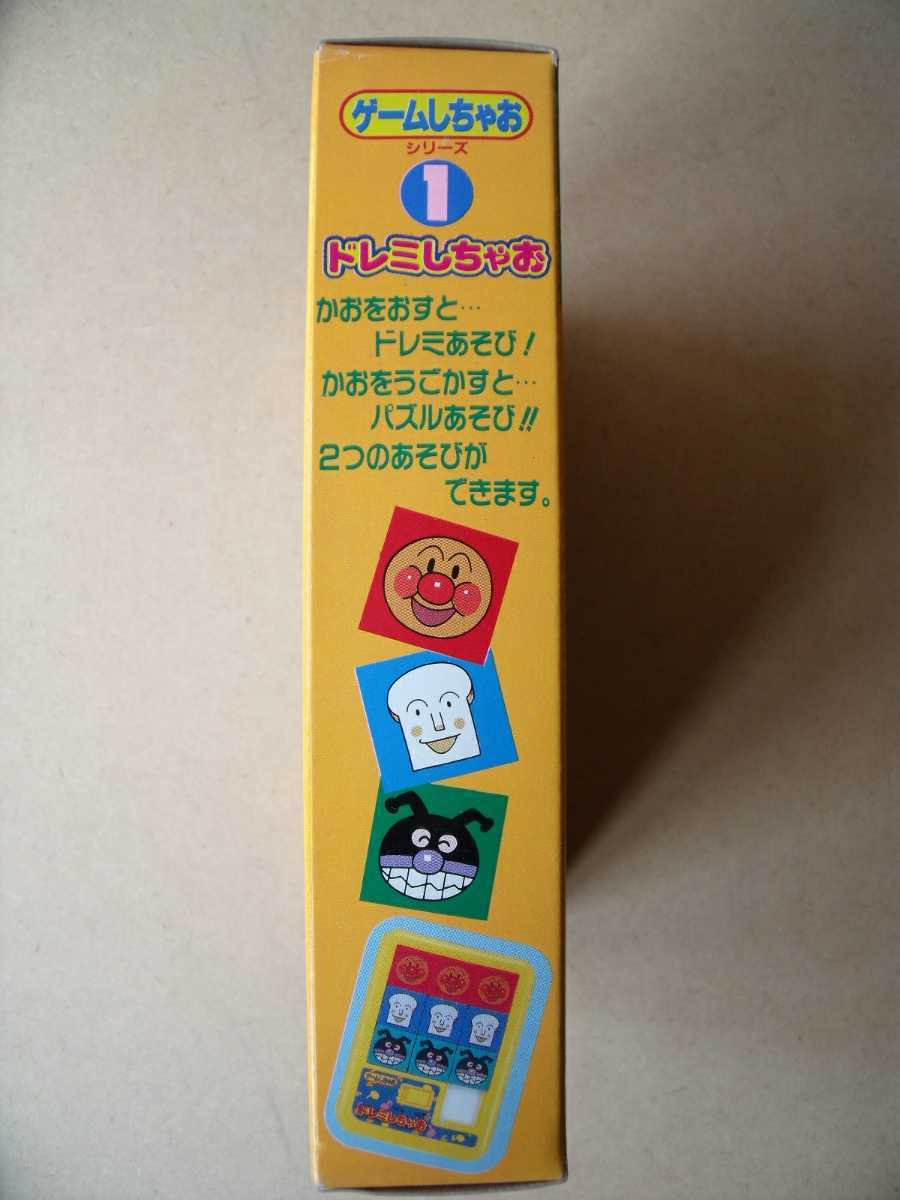 ゲームしちゃお
シリーズ
1
ドレミしちゃお
かおをおすと…
ドレミあそび!
かおをうごかすと…
パズルあそび!!
2つのあそびが
できます。
ドレミしちゃお